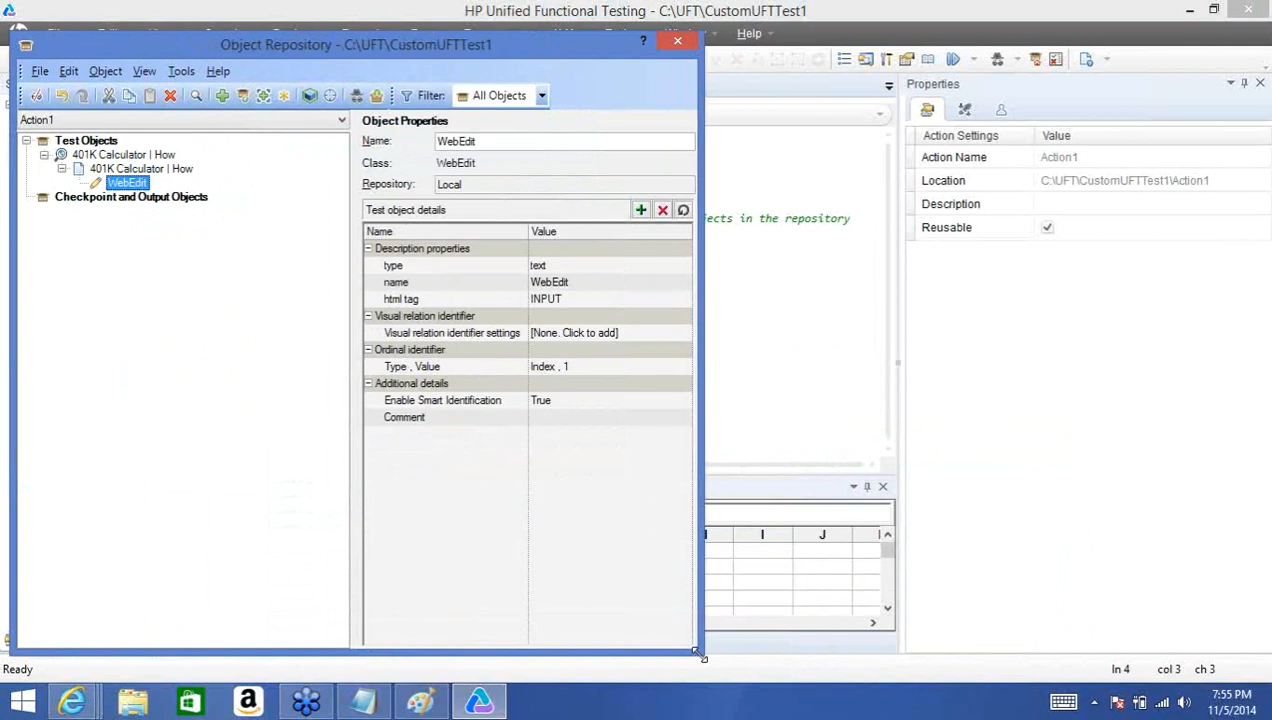 HP Unified Functional Testing - C:\UFT\CustomUFTTest1
Object Repository - C:\UFT\CustomUFTTest1
?
Help
File Edit Object View Tools Help
Filter: All Objects
Action1
Test Objects
401K Calculator | How
401K Calculator | How
WebEdit
Checkpoint and Output Objects
Object Properties
Name: WebEdit
Class: WebEdit
Repository: Local
Test object details
Name Value
Description properties
type text
name WebEdit
html tag INPUT
Visual relation identifier
Visual relation identifier settings [None. Click to add]
Ordinal identifier
Type , Value Index , 1
Additional details
Enable Smart Identification True
Comment
jects in the repository
I J
Properties
Action Settings Value
Action Name Action1
Location C:\UFT\CustomUFTTest1\Action1
Description
Reusable
Ready
ln 4 col 3 ch 3
7:55 PM
11/5/2014